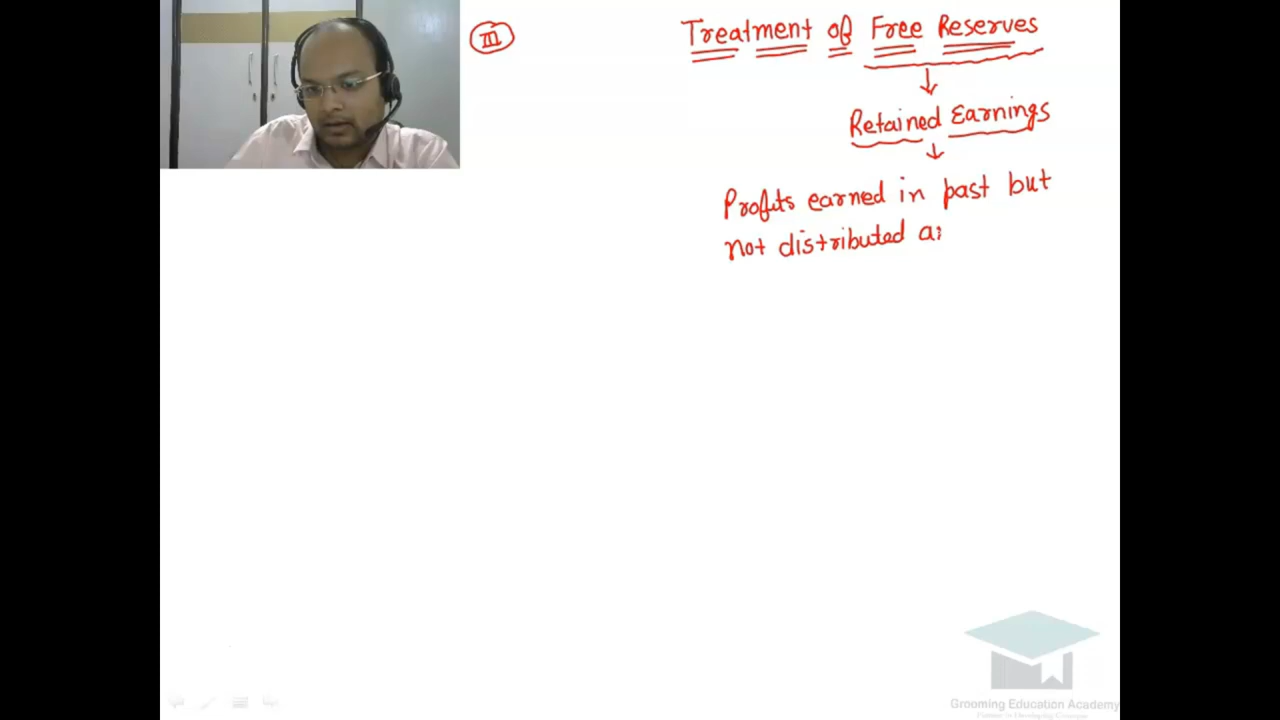 III
Treatment of Free Reserves
↓
Retained Earnings
↓
Profits earned in past but
not distributed a
Grooming Education Academy